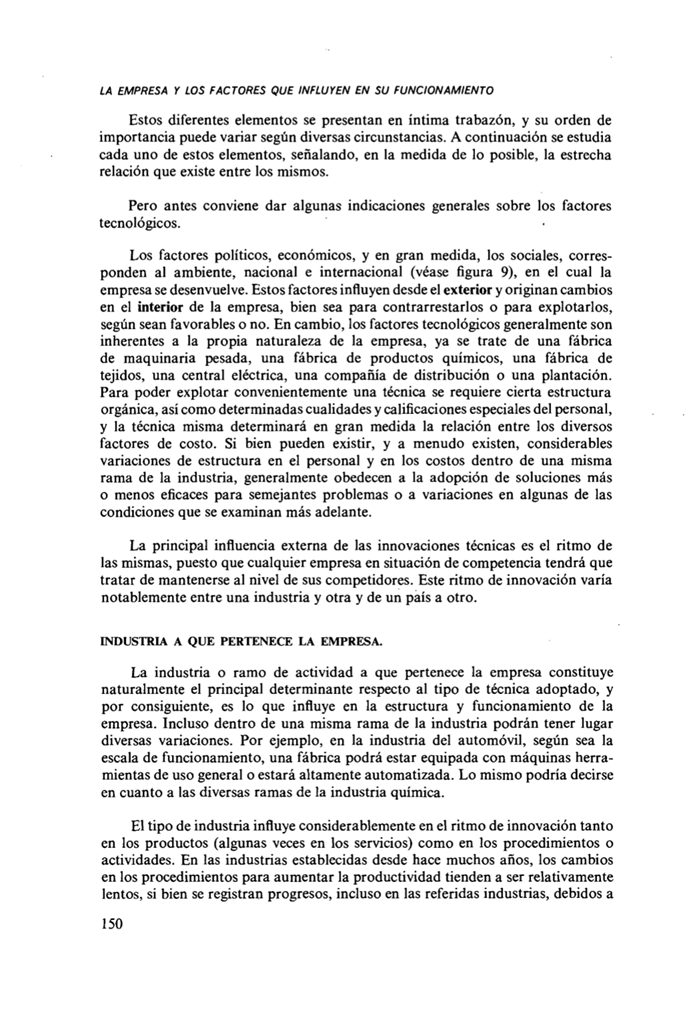 LA EMPRESA Y LOS FACTORES QUE INFLUYEN EN SU FUNCIONAMIENTO
Estos diferentes elementos se presentan en íntima trabazón, y su orden de
importancia puede variar según diversas circunstancias. A continuación se estudia
cada uno de estos elementos, señalando, en la medida de lo posible, la estrecha
relación que existe entre los mismos.
Pero antes conviene dar algunas indicaciones generales sobre los factores
tecnológicos.
Los factores políticos, económicos, y en gran medida, los sociales, corres-
ponden al ambiente, nacional e internacional (véase figura 9), en el cual la
empresa se desenvuelve. Estos factores influyen desde el exterior y originan cambios
en el interior de la empresa, bien sea para contrarrestarlos o para explotarlos,
según sean favorables o no. En cambio, los factores tecnológicos generalmente son
inherentes a la propia naturaleza de la empresa, ya se trate de una fábrica
de maquinaria pesada, una fábrica de productos químicos, una fábrica de
tejidos, una central eléctrica, una compañía de distribución o una plantación.
Para poder explotar convenientemente una técnica se requiere cierta estructura
orgánica, así como determinadas cualidades y calificaciones especiales del personal,
y la técnica misma determinará en gran medida la relación entre los diversos
factores de costo. Si bien pueden existir, y a menudo existen, considerables
variaciones de estructura en el personal y en los costos dentro de una misma
rama de la industria, generalmente obedecen a la adopción de soluciones más
o menos eficaces para semejantes problemas o a variaciones en algunas de las
condiciones que se examinan más adelante.
La principal influencia externa de las innovaciones técnicas es el ritmo de
las mismas, puesto que cualquier empresa en situación de competencia tendrá que
tratar de mantenerse al nivel de sus competidores. Este ritmo de innovación varía
notablemente entre una industria y otra y de un país a otro.
INDUSTRIA A QUE PERTENECE LA EMPRESA.
La industria o ramo de actividad a que pertenece la empresa constituye
naturalmente el principal determinante respecto al tipo de técnica adoptado, y
por consiguiente, es lo que influye en la estructura y funcionamiento de la
empresa. Incluso dentro de una misma rama de la industria podrán tener lugar
diversas variaciones. Por ejemplo, en la industria del automóvil, según sea la
escala de funcionamiento, una fábrica podrá estar equipada con máquinas herra-
mientas de uso general o estará altamente automatizada. Lo mismo podría decirse
en cuanto a las diversas ramas de la industria química.
El tipo de industria influye considerablemente en el ritmo de innovación tanto
en los productos (algunas veces en los servicios) como en los procedimientos o
actividades. En las industrias establecidas desde hace muchos años, los cambios
en los procedimientos para aumentar la productividad tienden a ser relativamente
lentos, si bien se registran progresos, incluso en las referidas industrias, debidos a
150